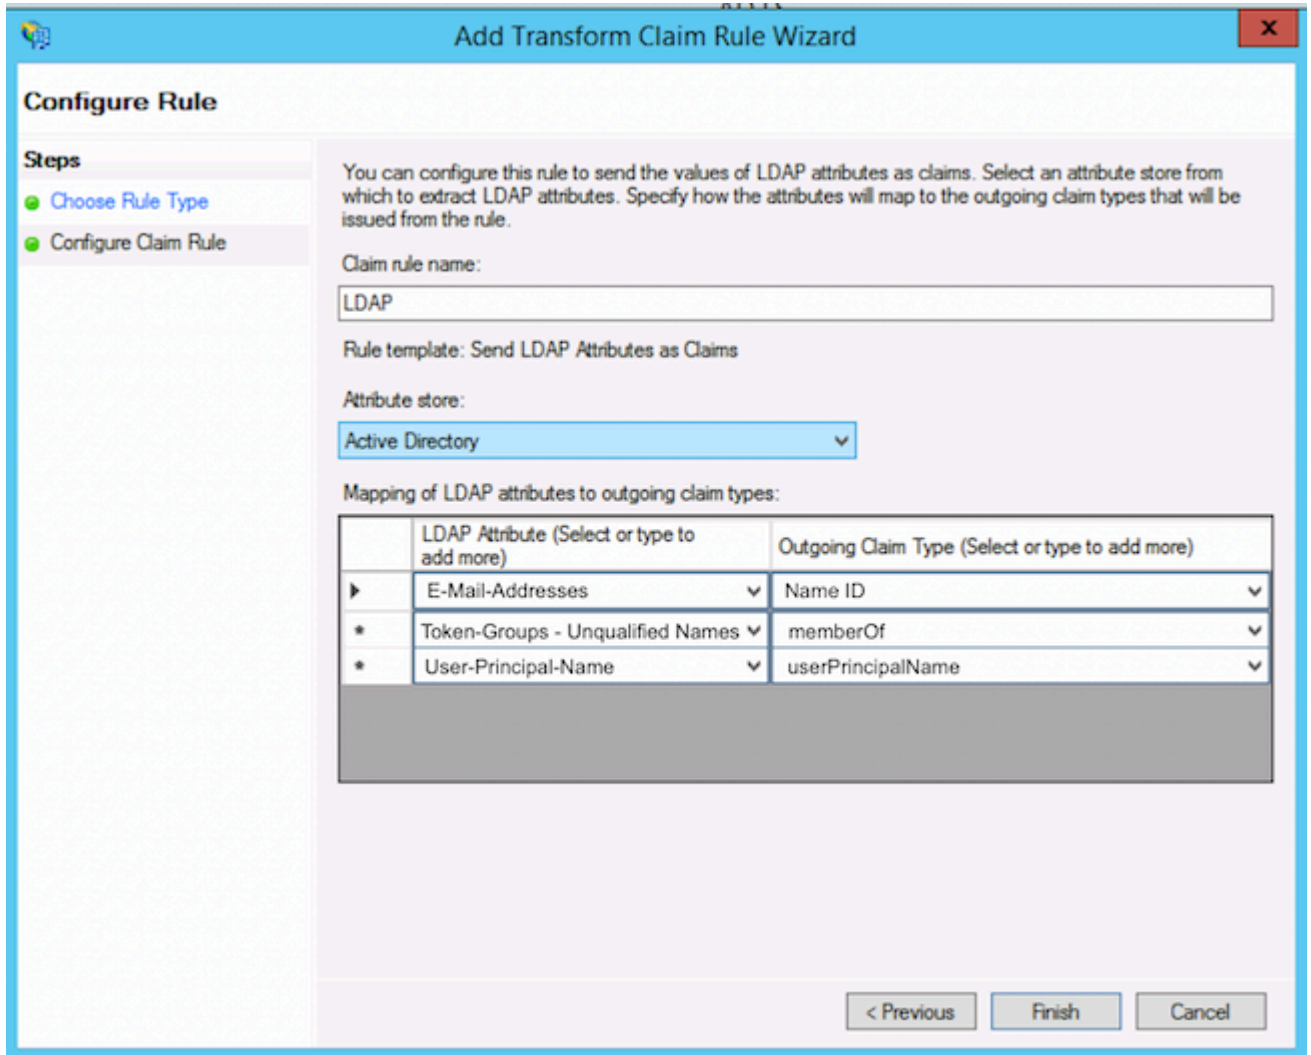 Add Transform Claim Rule Wizard
x
Configure Rule
Steps
Choose Rule Type
Configure Claim Rule
You can configure this rule to send the values of LDAP attributes as claims. Select an attribute store from
which to extract LDAP attributes. Specify how the attributes will map to the outgoing claim types that will be
issued from the rule.
Claim rule name:
LDAP
Rule template: Send LDAP Attributes as Claims
Attribute store:
Active Directory
Mapping of LDAP attributes to outgoing claim types:
LDAP Attribute (Select or type to
add more)
Outgoing Claim Type (Select or type to add more)
E-Mail-Addresses
Name ID
Token-Groups - Unqualified Names
memberOf
User-Principal-Name
userPrincipalName
< Previous
Finish
Cancel